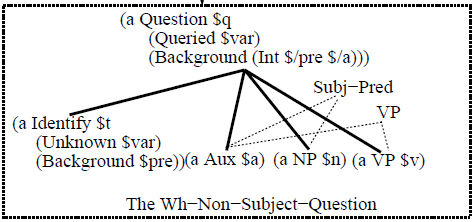 (a Question $q
(Queried $var)
(Background (Int $/pre $/a)))
Subj−Pred
VP
(a Identify $t
(Unknown $var)
(Background $pre))(a Aux $a) (a NP $n) (a VP $v)
The Wh−Non−Subject−Question